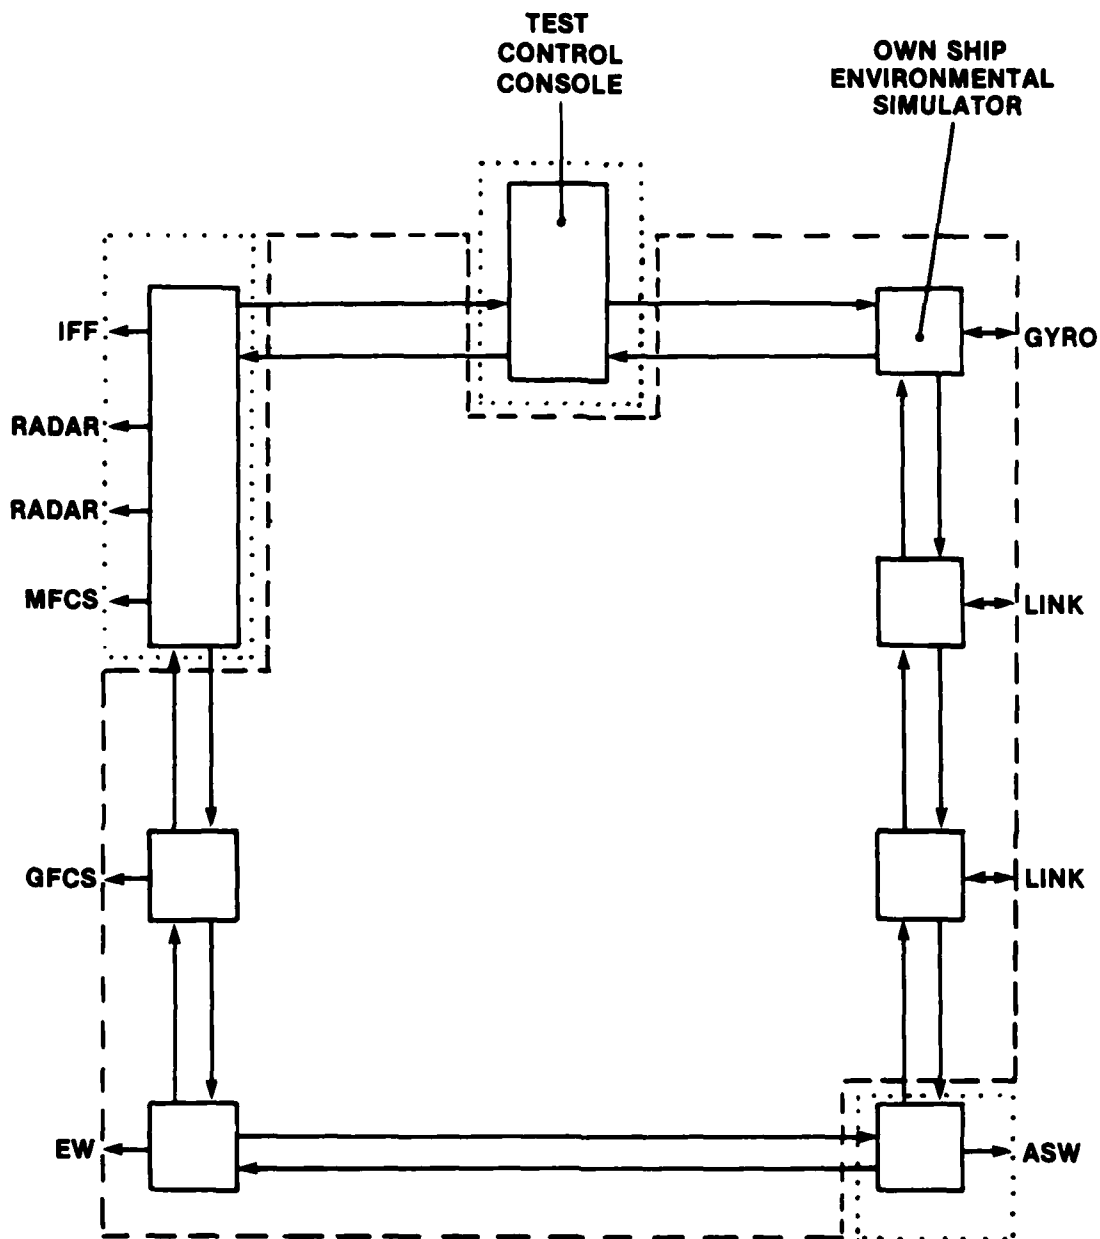 TEST
CONTROL
CONSOLE
OWN SHIP
ENVIRONMENTAL
SIMULATOR
IFF
GYRO
RADAR
RADAR
MFCS
LINK
GFCS
LINK
EW
ASW